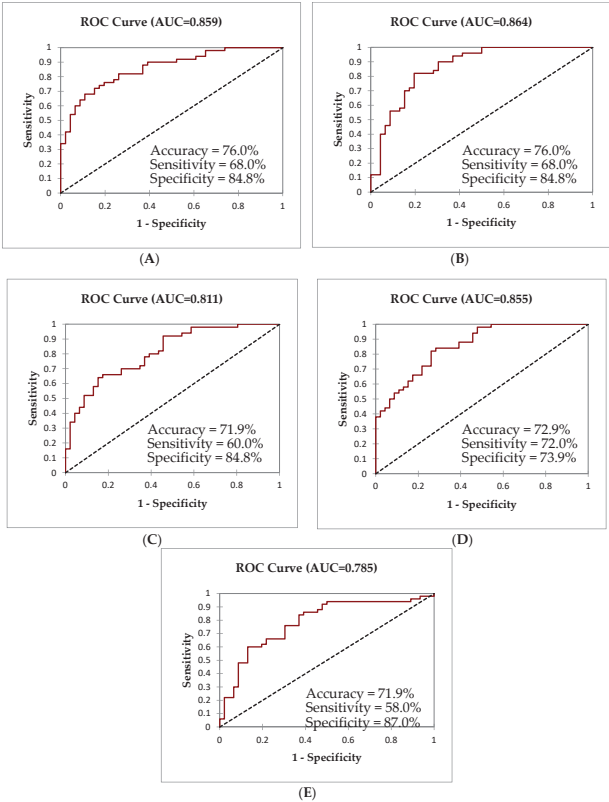 ROC Curve (AUC=0.859)
Sensitivity
1
0.9
0.8
0.7
0.6
0.5
0.4
0.3
0.2
0.1
0
Accuracy = 76.0%
Sensitivity = 68.0%
Specificity = 84.8%
0 0.2 0.4 0.6 0.8 1
1 - Specificity
(A)
ROC Curve (AUC=0.864)
Sensitivity
1
0.9
0.8
0.7
0.6
0.5
0.4
0.3
0.2
0.1
0
Accuracy = 76.0%
Sensitivity = 68.0%
Specificity = 84.8%
0 0.2 0.4 0.6 0.8 1
1 - Specificity
(B)
ROC Curve (AUC=0.811)
Sensitivity
1
0.9
0.8
0.7
0.6
0.5
0.4
0.3
0.2
0.1
0
Accuracy = 71.9%
Sensitivity = 60.0%
Specificity = 84.8%
0 0.2 0.4 0.6 0.8 1
1 - Specificity
(C)
ROC Curve (AUC=0.855)
Sensitivity
1
0.9
0.8
0.7
0.6
0.5
0.4
0.3
0.2
0.1
0
Accuracy = 72.9%
Sensitivity = 72.0%
Specificity = 73.9%
0 0.2 0.4 0.6 0.8 1
1 - Specificity
(D)
ROC Curve (AUC=0.785)
Sensitivity
1
0.9
0.8
0.7
0.6
0.5
0.4
0.3
0.2
0.1
0
Accuracy = 71.9%
Sensitivity = 58.0%
Specificity = 87.0%
0 0.2 0.4 0.6 0.8 1
1 - Specificity
(E)